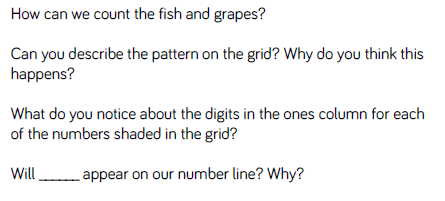 How can we count the fish and grapes?
Can you describe the pattern on the grid? Why do you think this
happens?
What do you notice about the digits in the ones column for each
of the numbers shaded in the grid?
Will ______ appear on our number line? Why?